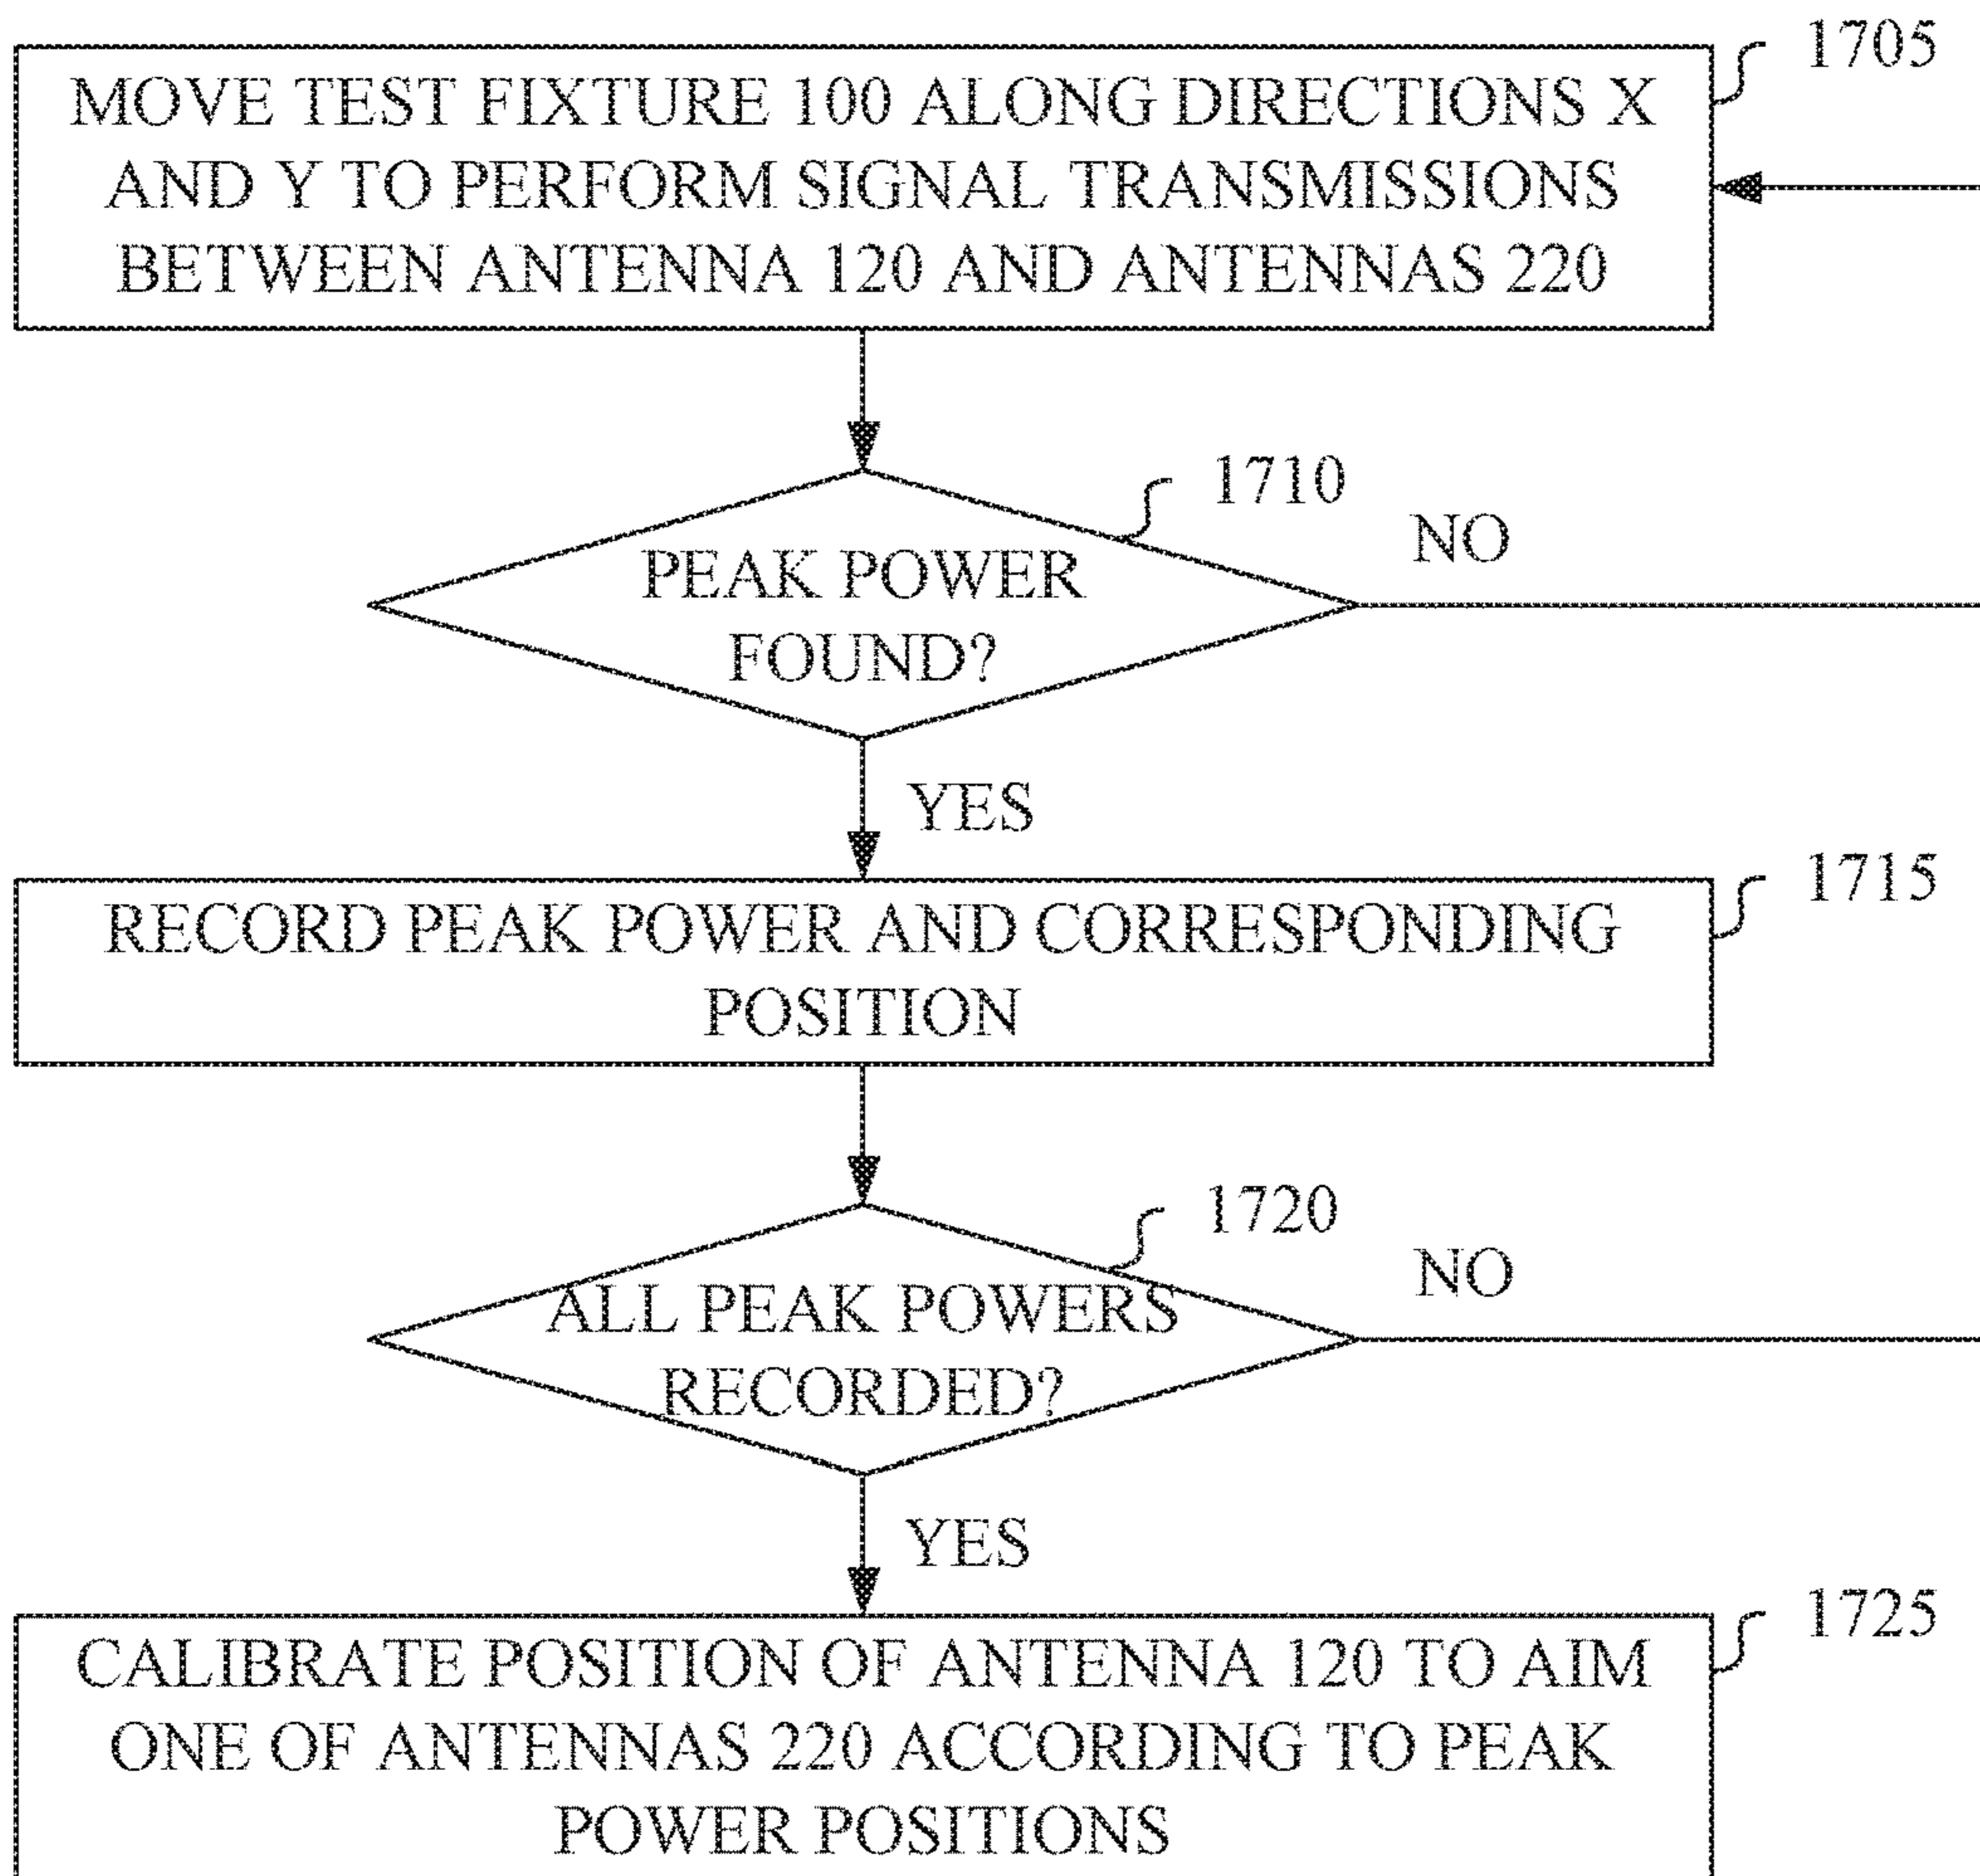 1705
MOVE TEST FIXTURE 100 ALONG DIRECTIONS X
AND Y TO PERFORM SIGNAL TRANSMISSIONS
BETWEEN ANTENNA 120 AND ANTENNAS 220
1710
NO
PEAK POWER
FOUND?
YES
1715
RECORD PEAK POWER AND CORRESPONDING
POSITION
1720
NO
ALL PEAK POWERS
RECORDED?
YES
1725
CALIBRATE POSITION OF ANTENNA 120 TO AIM
ONE OF ANTENNAS 220 ACCORDING TO PEAK
POWER POSITIONS